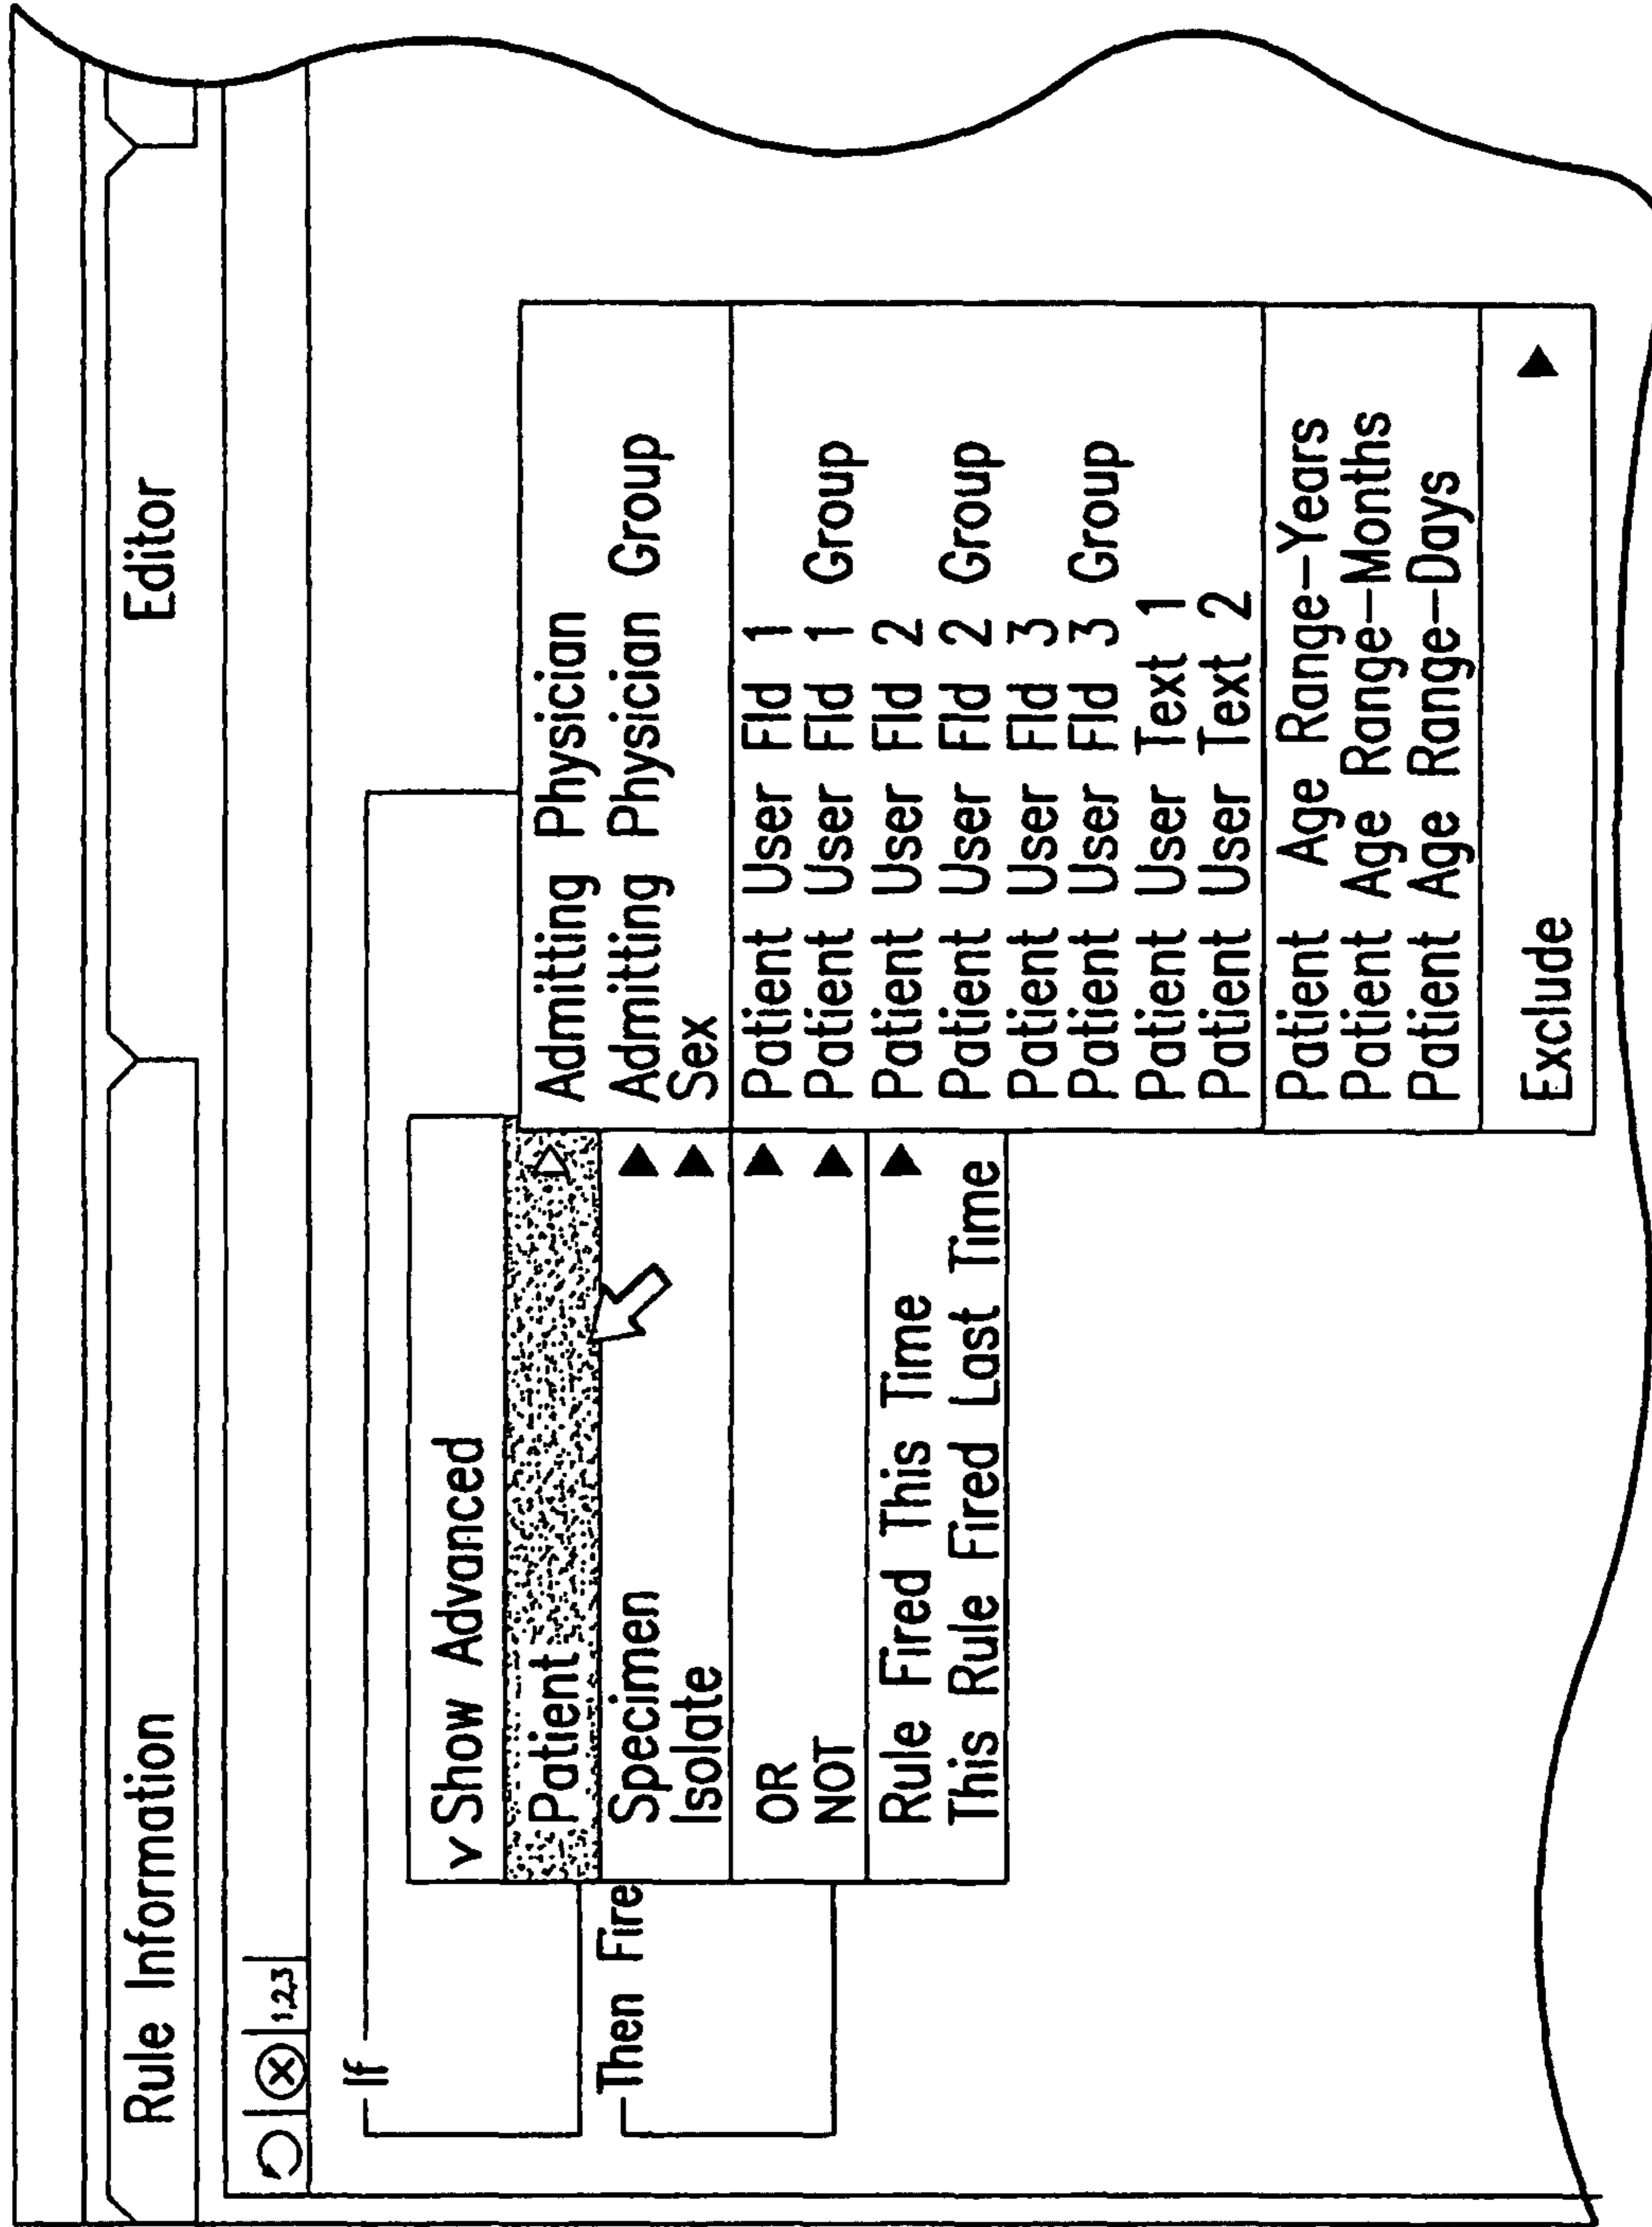 Rule Information
Editor
1.2.3
If
Show Advanced
Patient
Specimen
Isolate
OR
NOT
Rule Fired This Time
This Rule Fired Last Time
Then Fire
Admitting Physician
Admitting Physician Group
Sex
Patient User Fld 1
Patient User Fld 1 Group
Patient User Fld 2
Patient User Fld 2 Group
Patient User Fld 3
Patient User Fld 3 Group
Patient User Text 1
Patient User Text 2
Patient Age Range-Years
Patient Age Range-Months
Patient Age Range-Days
Exclude